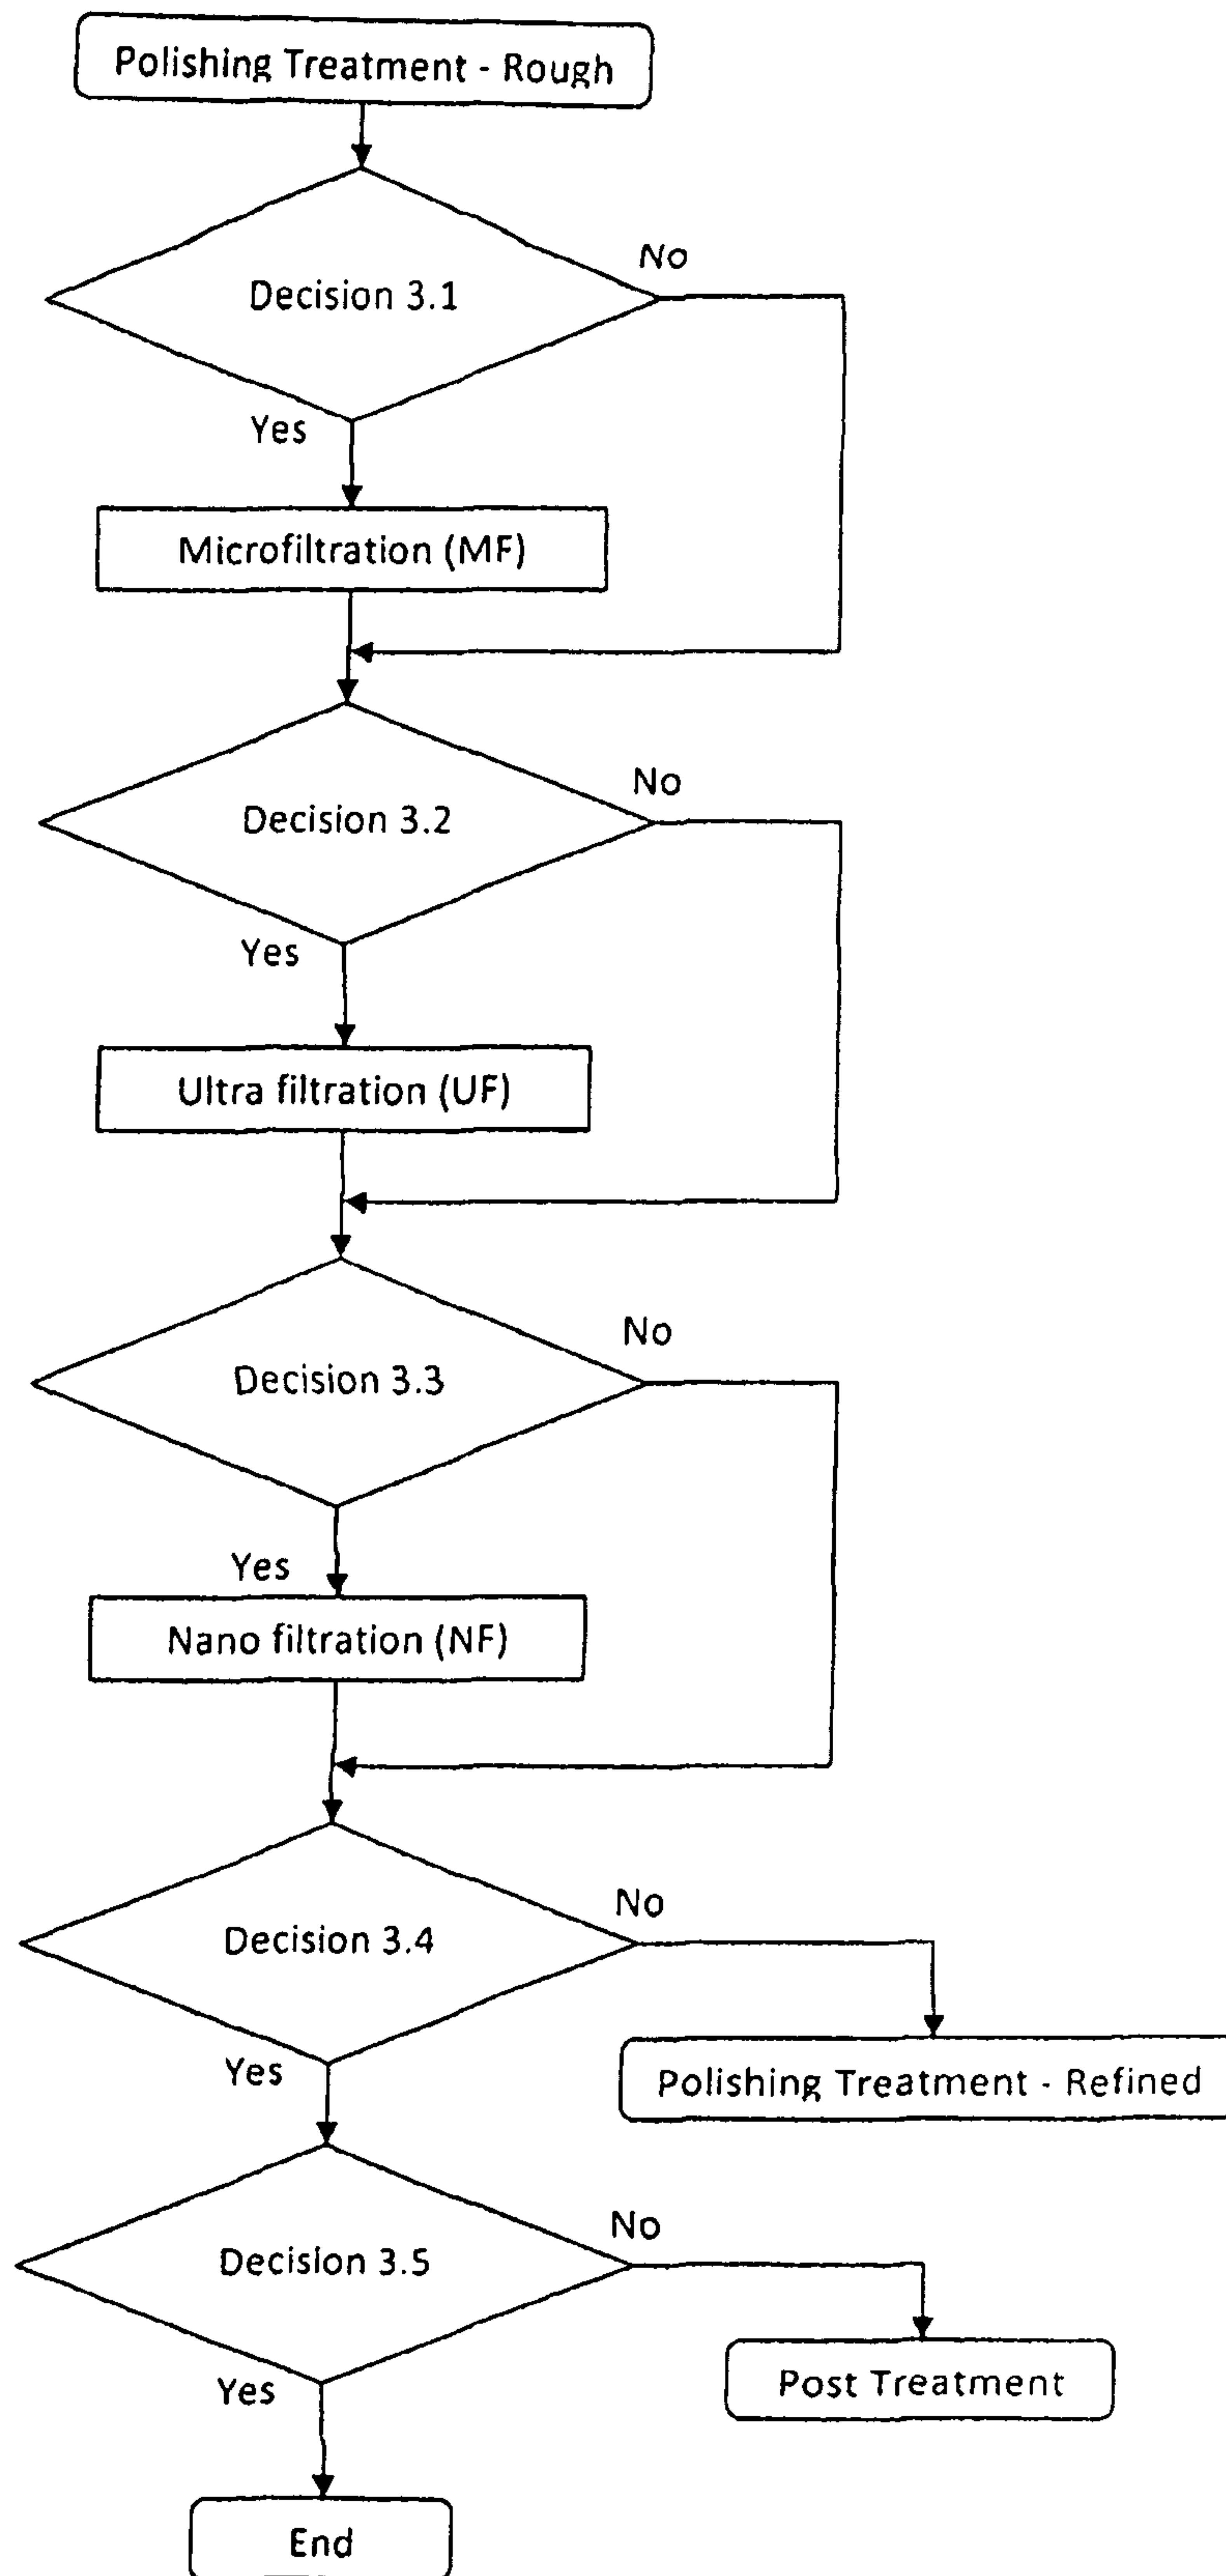 Polishing Treatment - Rough
Decision 3.1
No
Yes
Microfiltration (MF)
Decision 3.2
No
Yes
Ultra filtration (UF)
Decision 3.3
No
Yes
Nano filtration (NF)
Decision 3.4
No
Yes
Polishing Treatment - Refined
Decision 3.5
No
Yes
Post Treatment
End